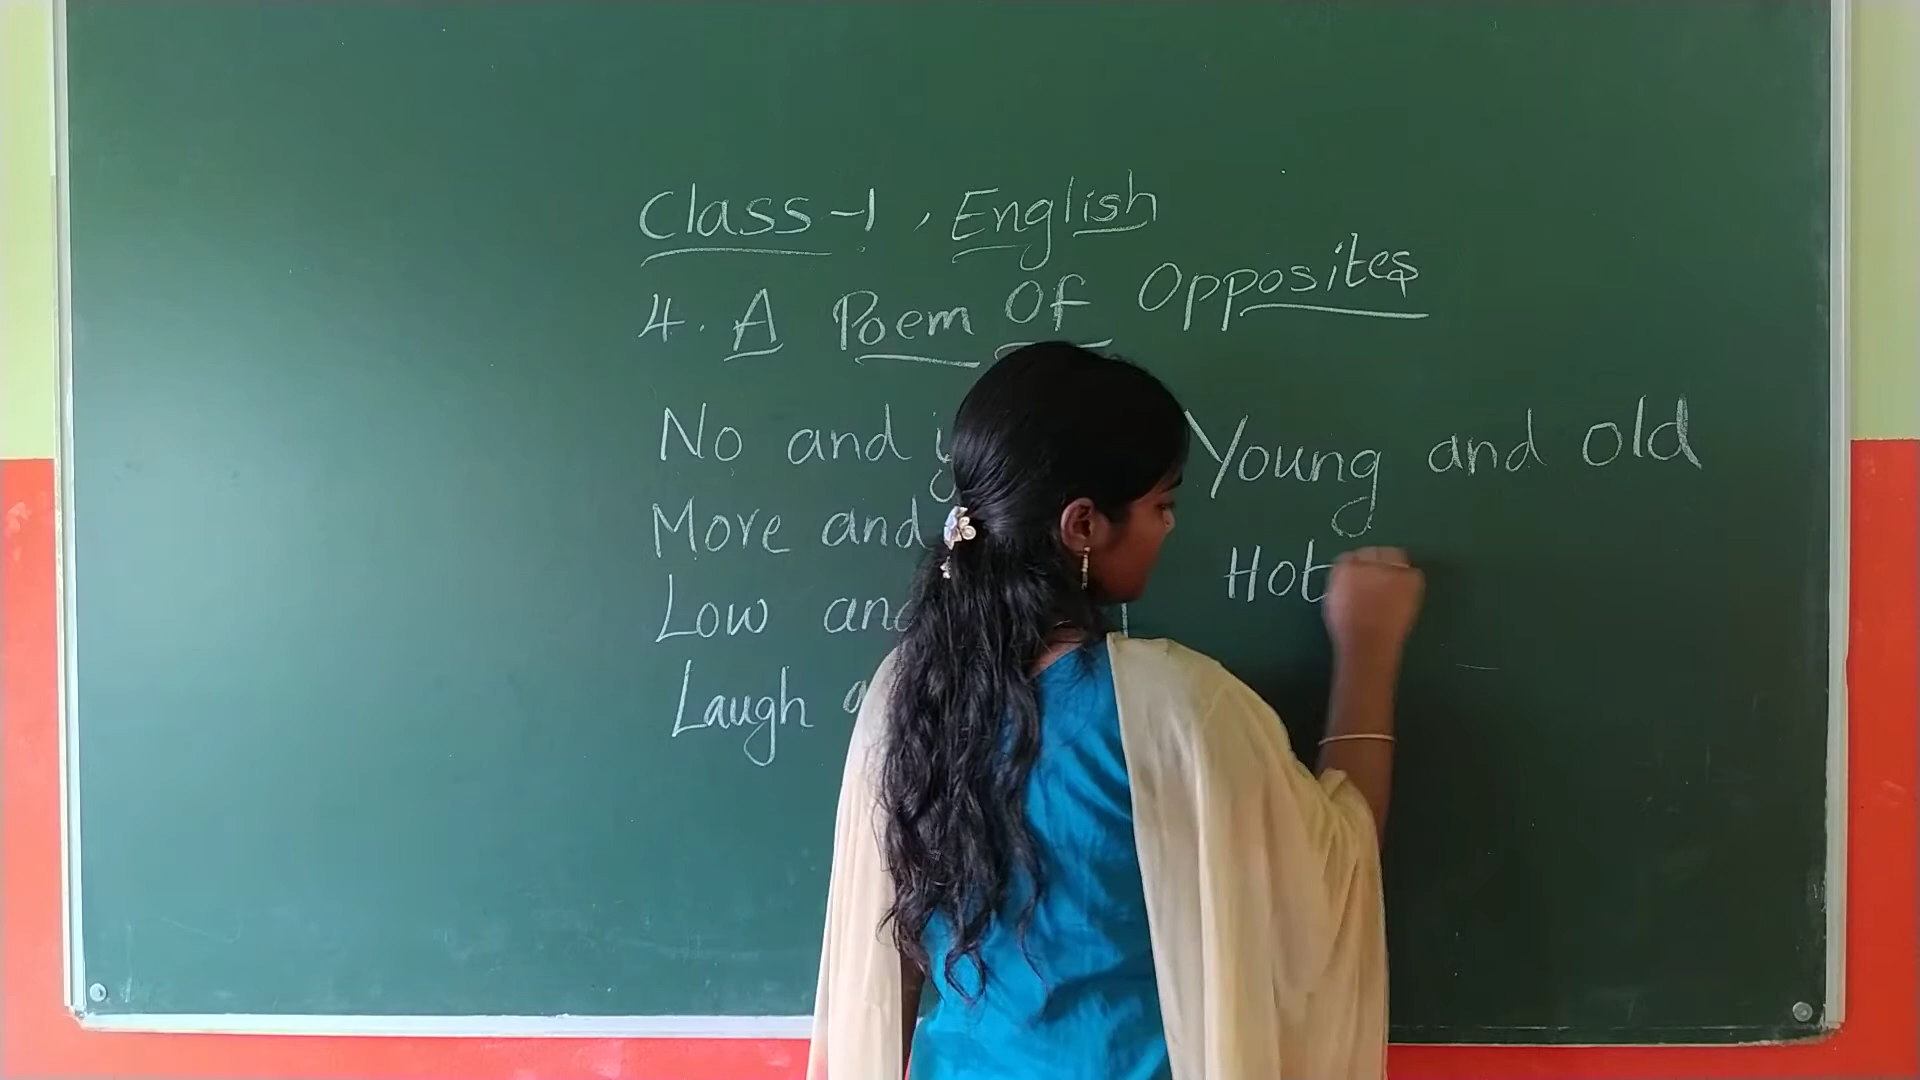 Class-1, English
4. A Poem Of Opposites
No and
More and
Low and
Laugh
Young and old
Hot